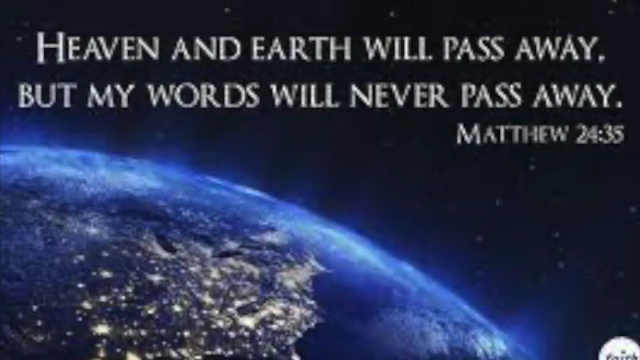 HEAVEN AND EARTH WILL PASS AWAY,
BUT MY WORDS WILL NEVER PASS AWAY.
MATTHEW 24:35